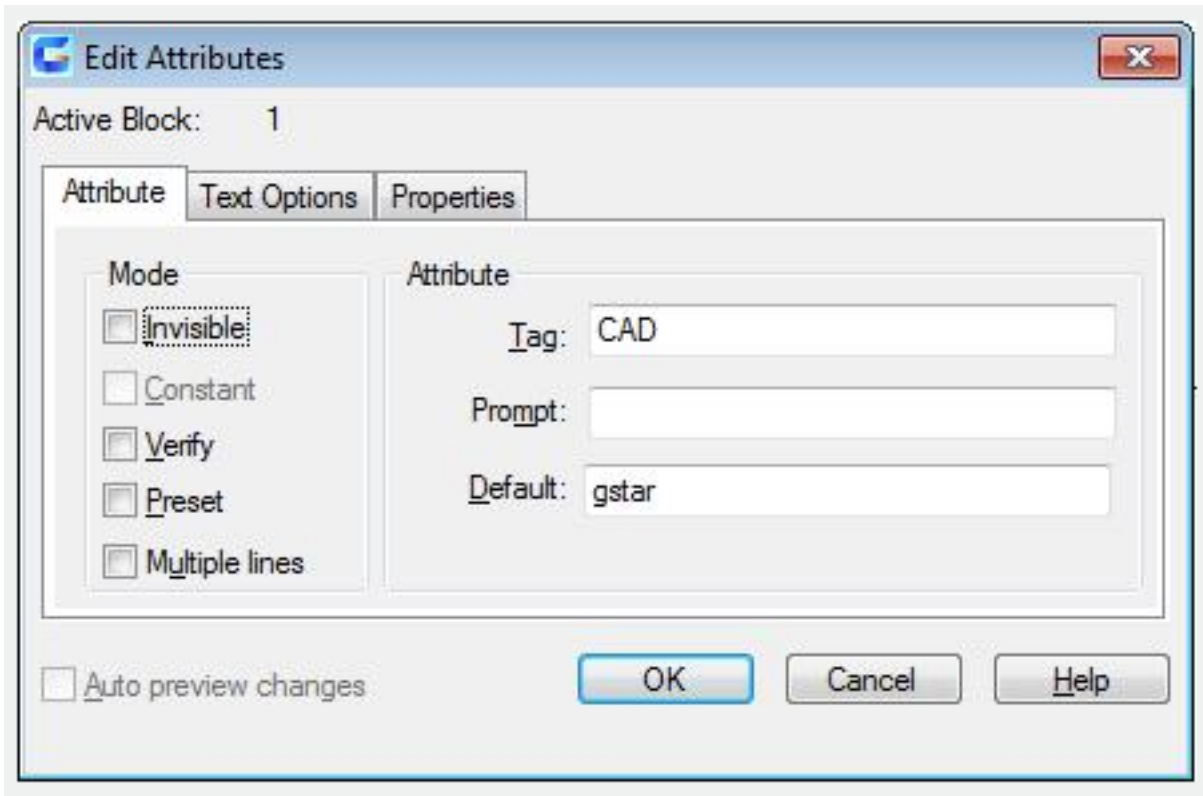 Edit Attributes
Active Block: 1
Attribute Text Options Properties
Mode
Invisible
Constant
Verify
Preset
Multiple lines
Attribute
Tag: CAD
Prompt:
Default: gstar
Auto preview changes
OK Cancel Help